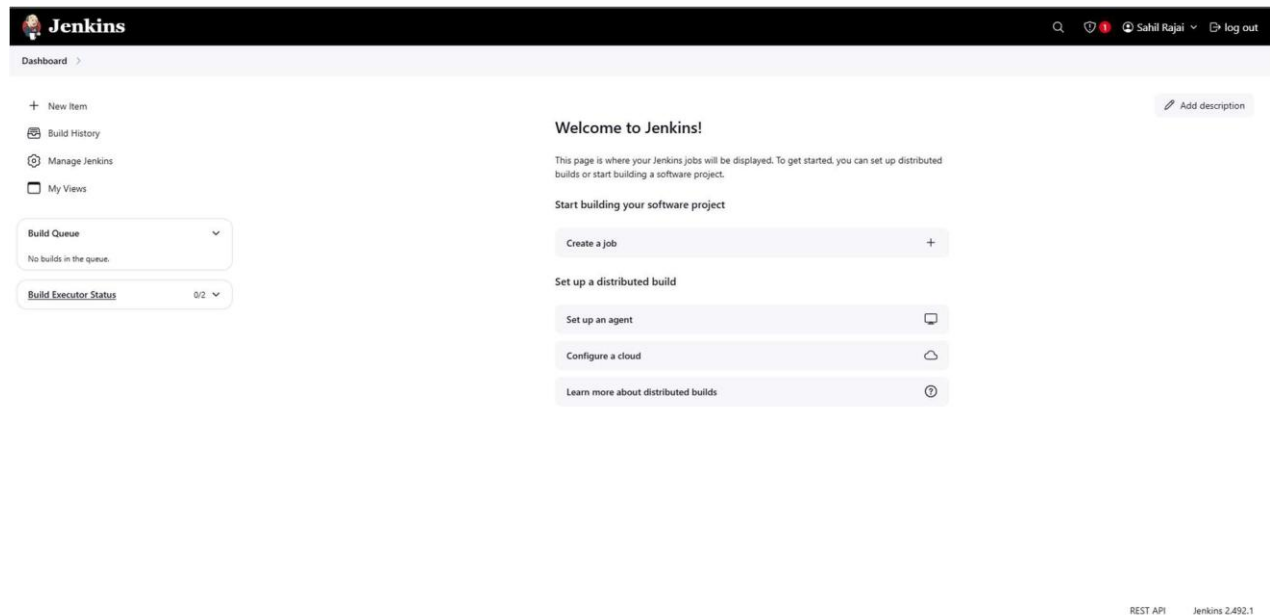 Jenkins
1
Sahil Rajai
log out
Dashboard
New Item
Build History
Manage Jenkins
My Views
Build Queue
No builds in the queue.
Build Executor Status
0/2
Add description
Welcome to Jenkins!
This page is where your Jenkins jobs will be displayed. To get started, you can set up distributed
builds or start building a software project.
Start building your software project
Create a job
Set up a distributed build
Set up an agent
Configure a cloud
Learn more about distributed builds
REST API
Jenkins 2.492.1